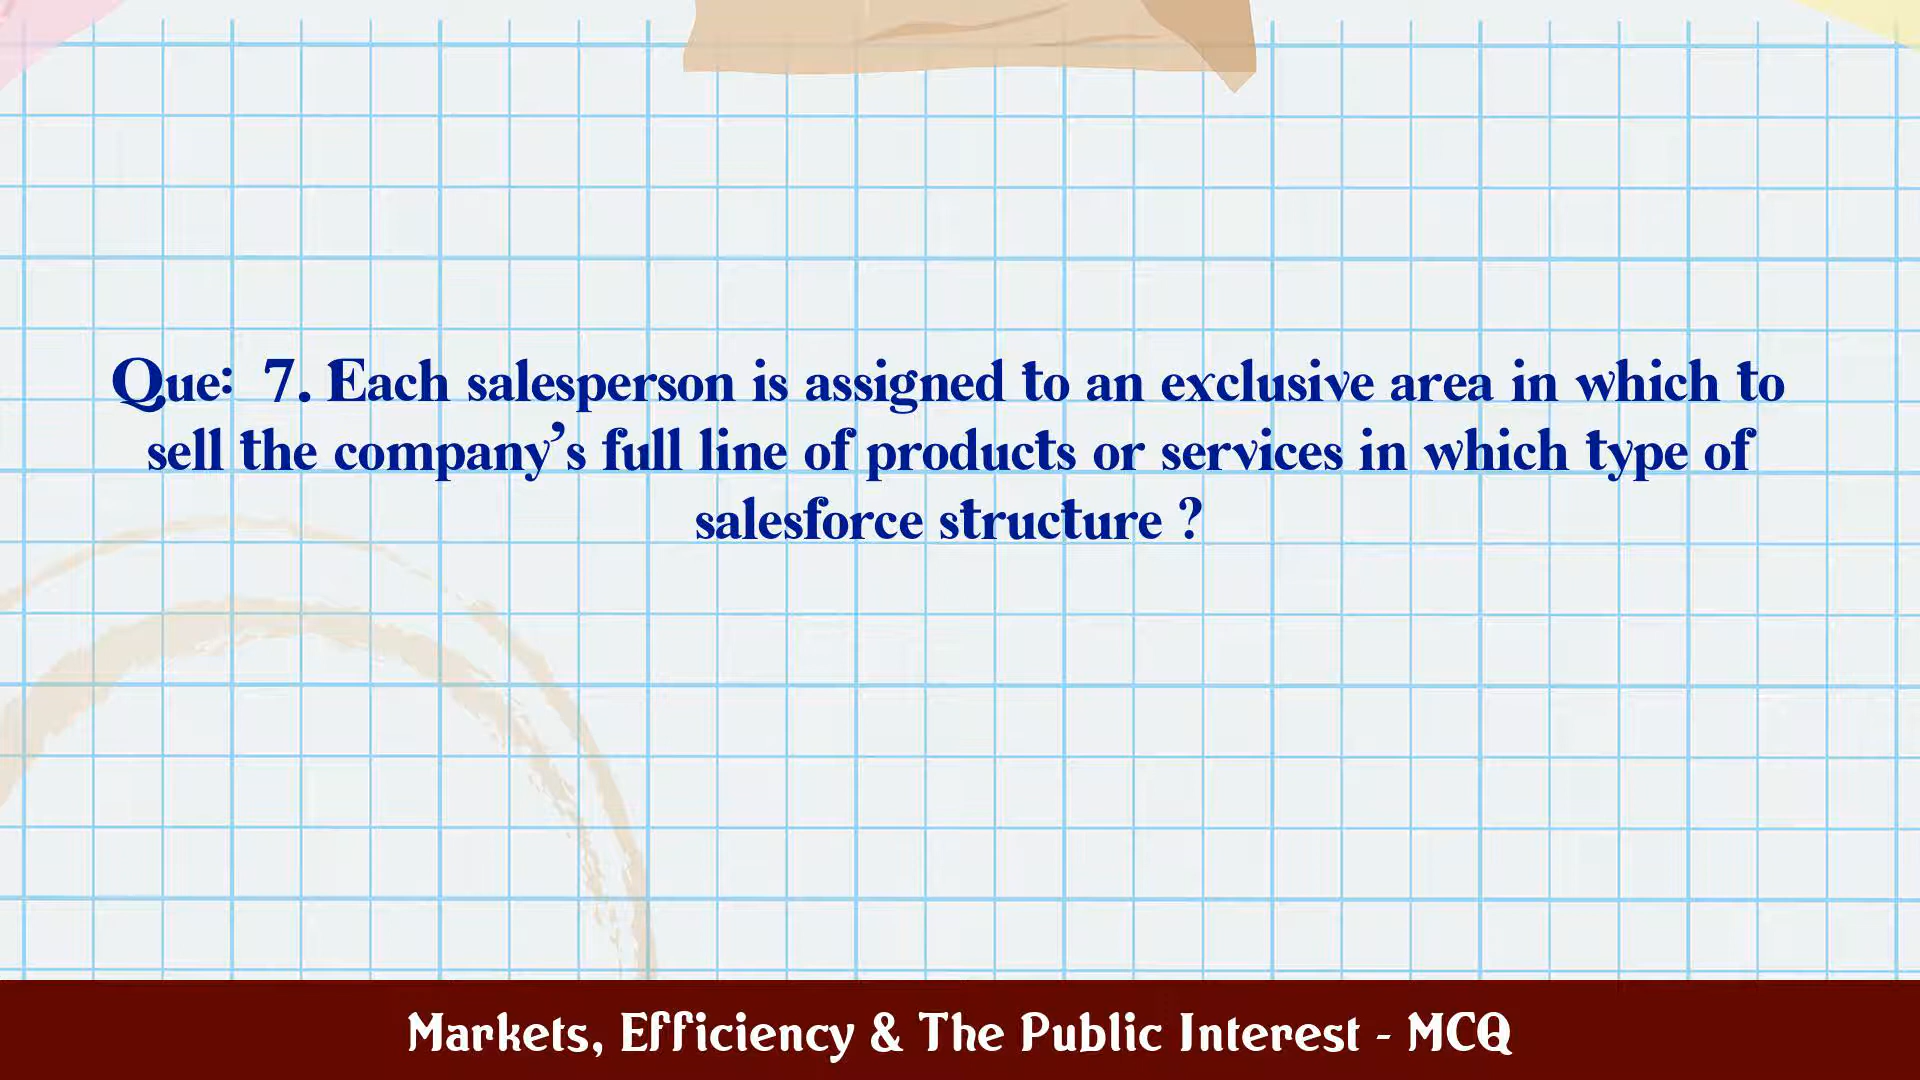 Que:  7. Each salesperson is assigned to an exclusive area in which to
sell the company’s full line of products or services in which type of
salesforce structure ?
Markets, Efficiency & The Public Interest - MCQ